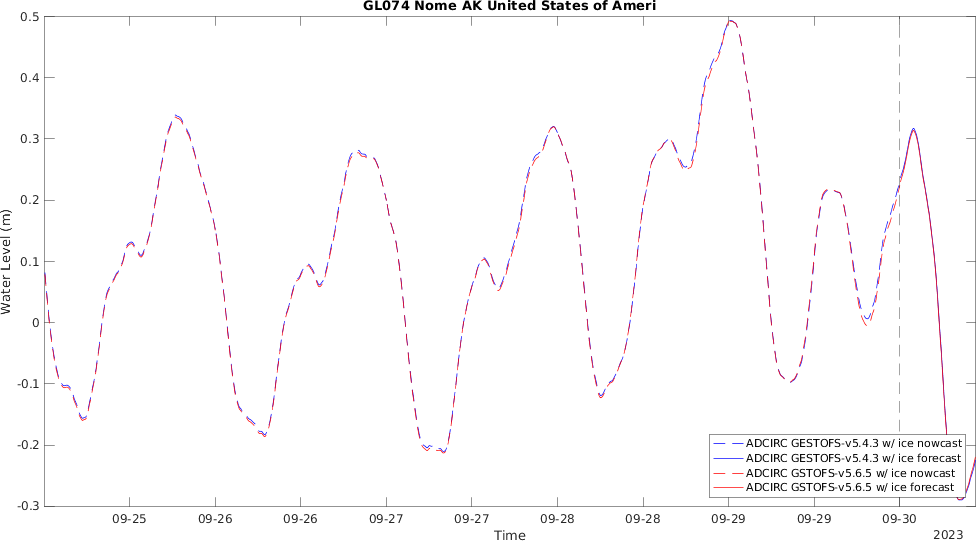 GL074 Nome AK United States of Ameri
0.5
0.4
0.3
0.2
0.1
0
-0.1
-0.2
-0.3
Water Level (m)
ADCIRC GESTOFS-v5.4.3 w/ ice nowcast
ADCIRC GESTOFS-v5.4.3 w/ ice forecast
ADCIRC GSTOFS-v5.6.5 w/ ice nowcast
ADCIRC GSTOFS-v5.6.5 w/ ice forecast
09-25 09-26 09-26 09-27 09-27 09-28 09-28 09-29 09-29 09-30
Time
2023